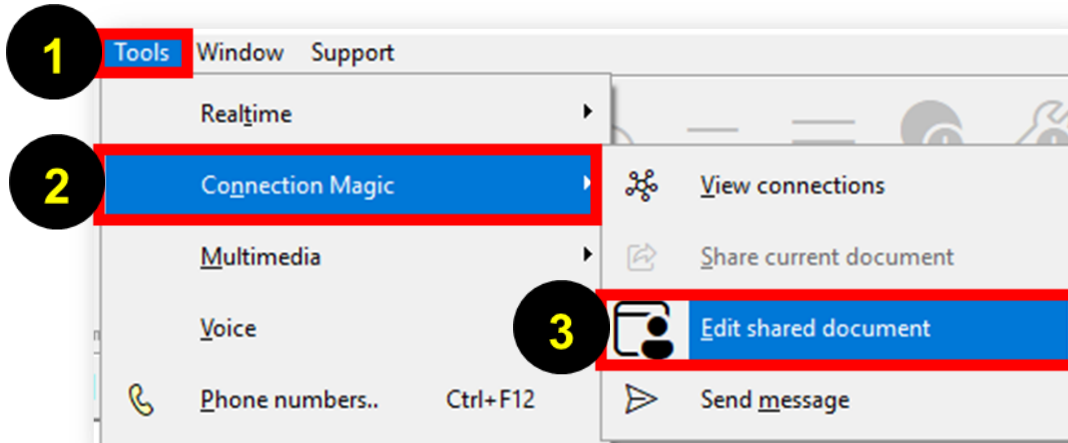 1
Tools Window Support
Realtime
2
Connection Magic
View connections
Multimedia
Share current document
Voice
3
Edit shared document
Phone numbers.. Ctrl+F12
Send message